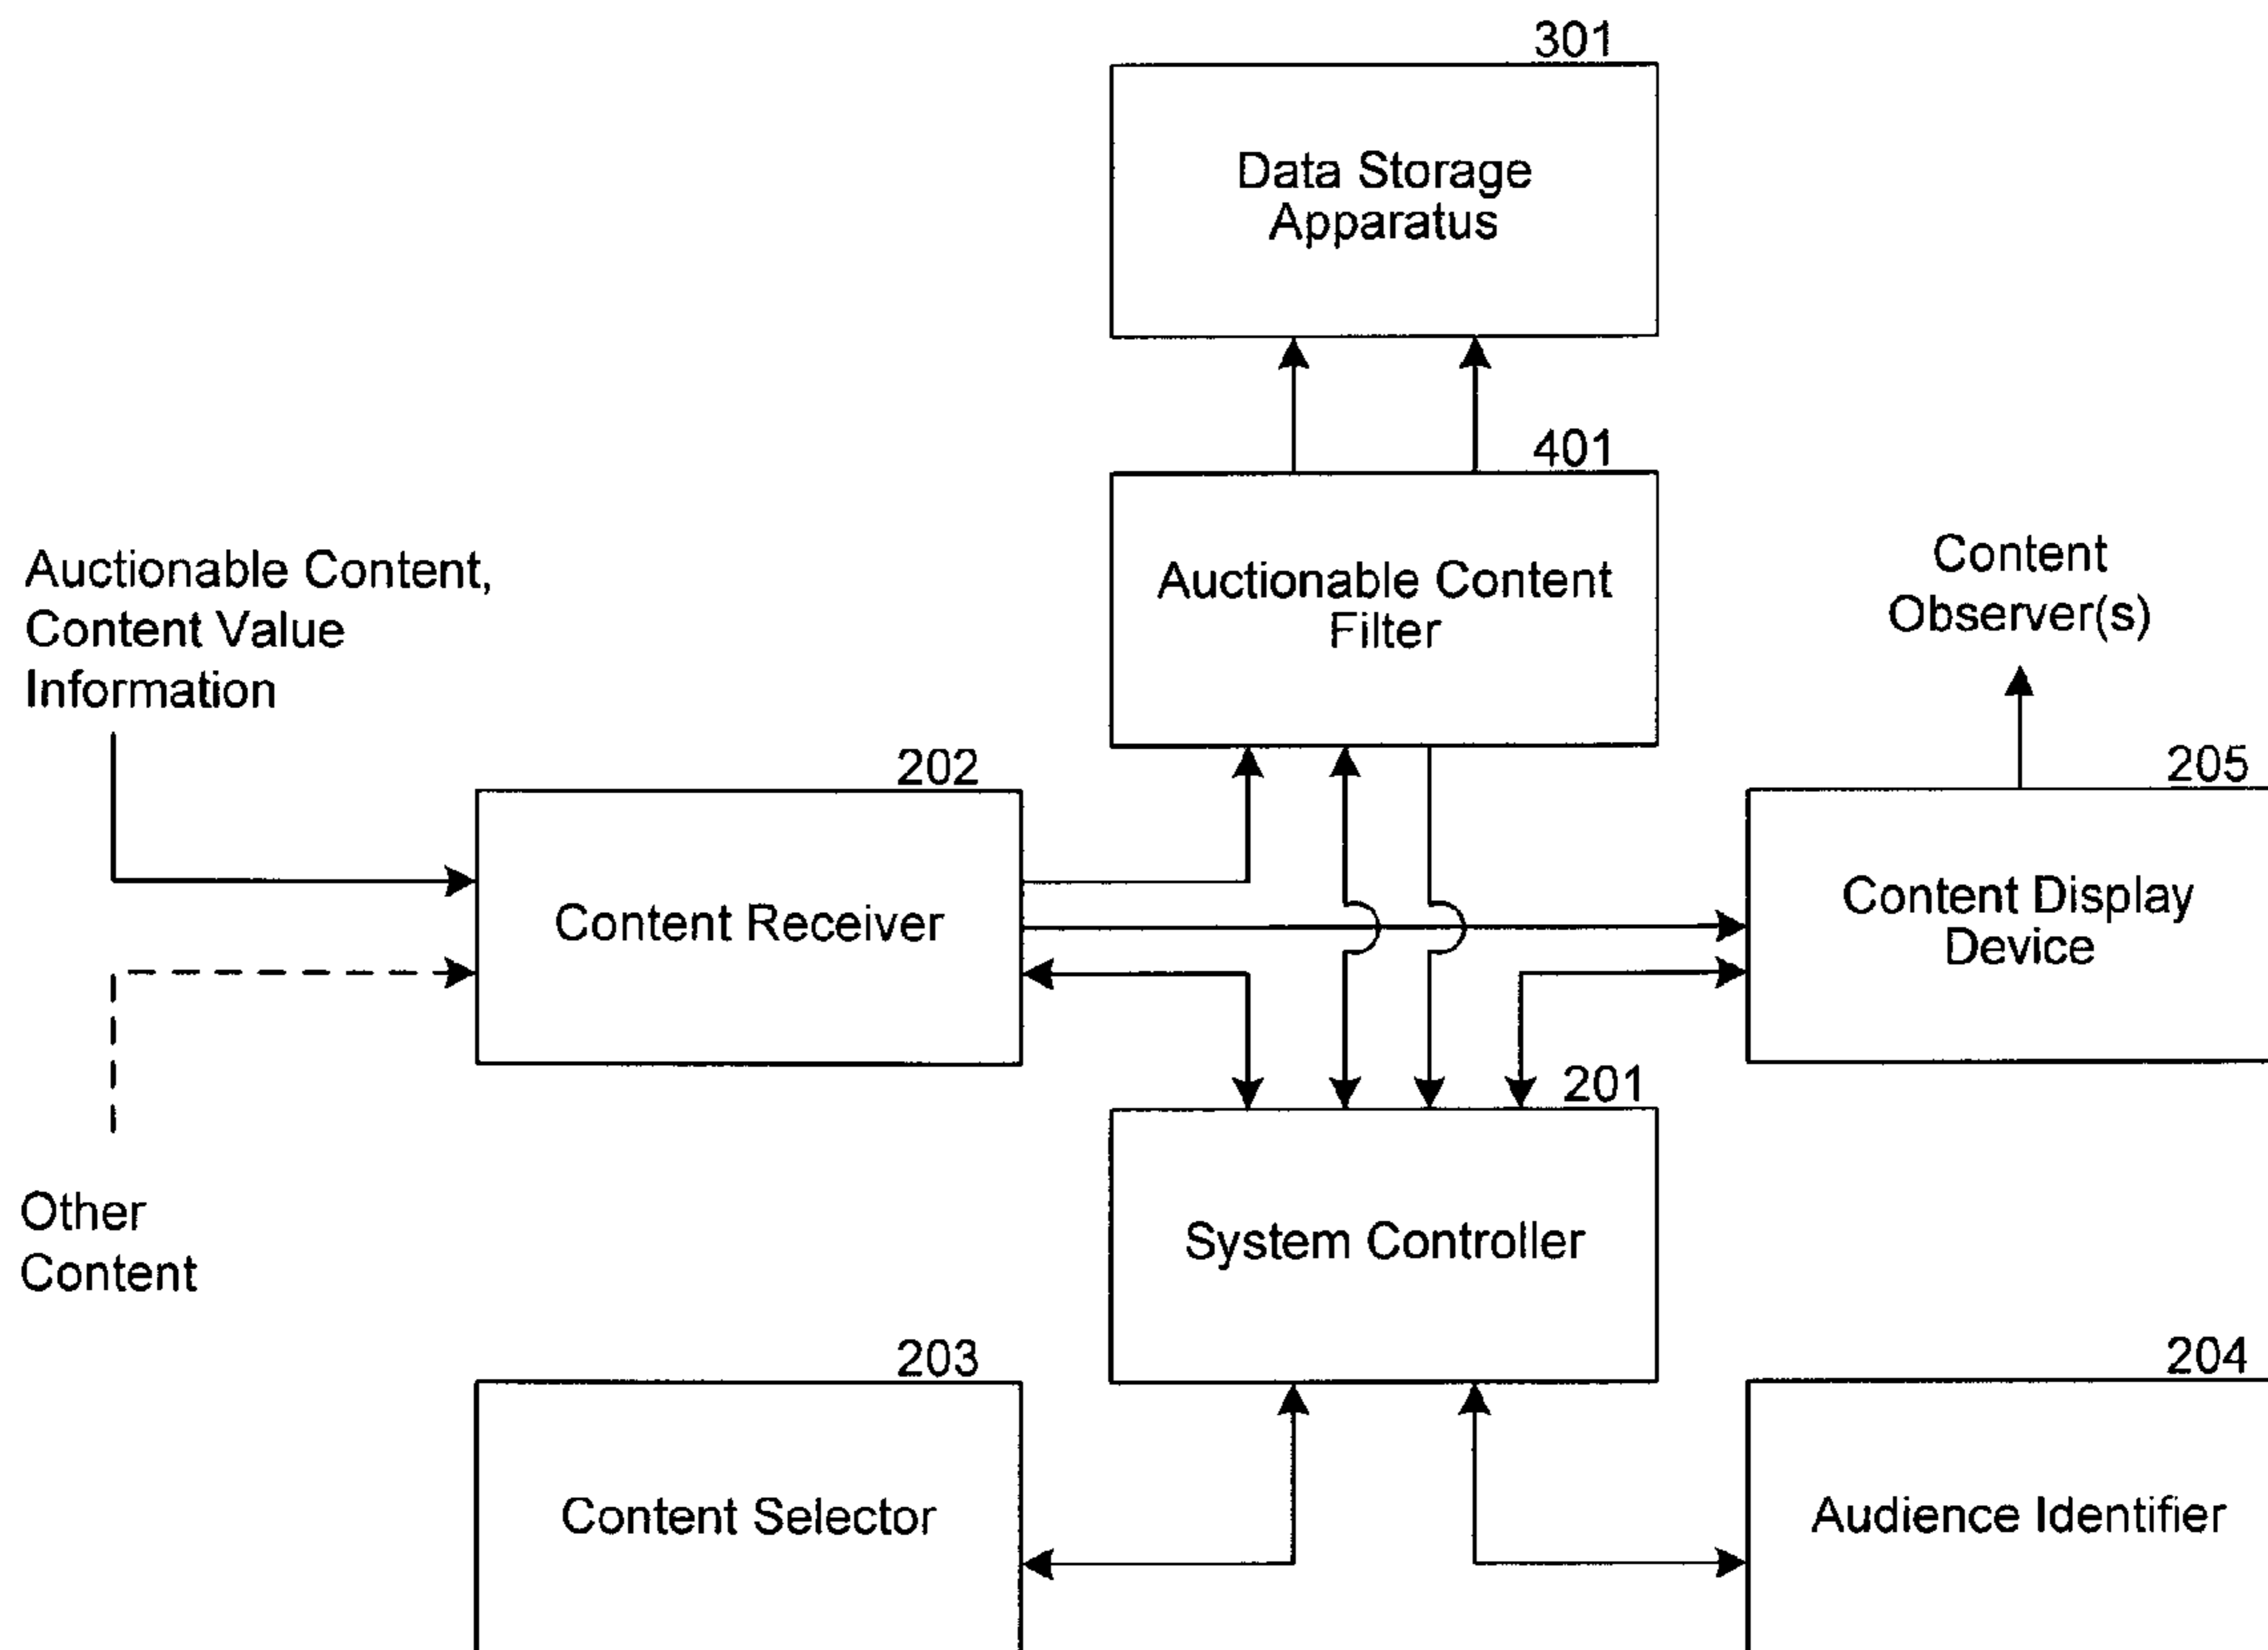 301
Data Storage
Apparatus
401
Auctionable Content
Filter
Auctionable Content,
Content Value
Information
Content
Observer(s)
202
Content Receiver
205
Content Display
Device
201
System Controller
Other
Content
203
Content Selector
204
Audience Identifier